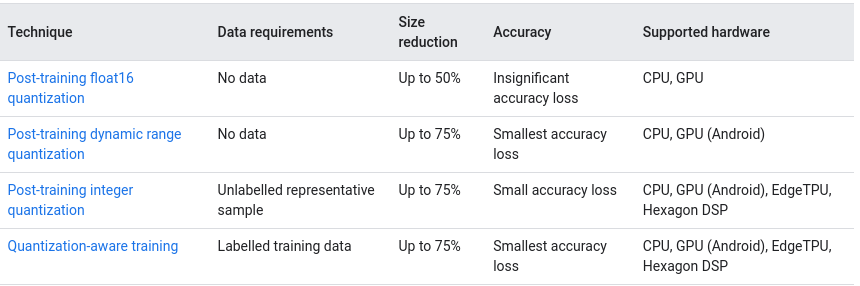 Technique Data requirements Size reduction Accuracy Supported hardware
Post-training float16 quantization No data Up to 50% Insignificant accuracy loss CPU, GPU
Post-training dynamic range quantization No data Up to 75% Smallest accuracy loss CPU, GPU (Android)
Post-training integer quantization Unlabelled representative sample Up to 75% Small accuracy loss CPU, GPU (Android), EdgeTPU, Hexagon DSP
Quantization-aware training Labelled training data Up to 75% Smallest accuracy loss CPU, GPU (Android), EdgeTPU, Hexagon DSP